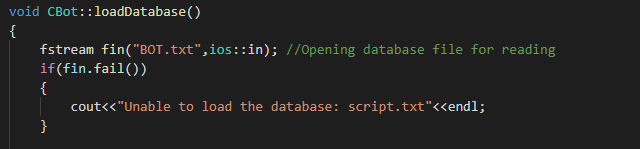 void CBot::loadDatabase()
{
    fstream fin("BOT.txt",ios::in); //Opening database file for reading
    if(fin.fail())
    {
        cout<<"Unable to load the database: script.txt"<<endl;
    }